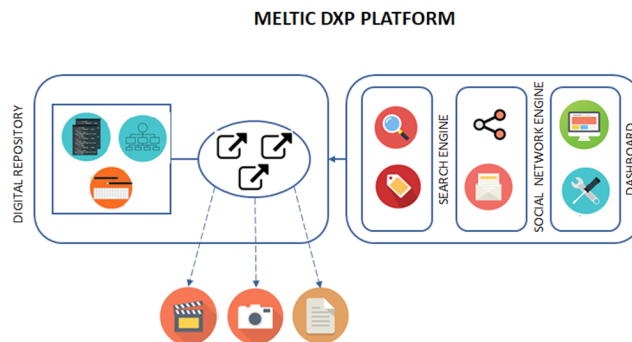 MELTIC DXP PLATFORM
DIGITAL REPOSITORY
SEARCH ENGINE
SOCIAL NETWORK ENGINE
DASHBOARD